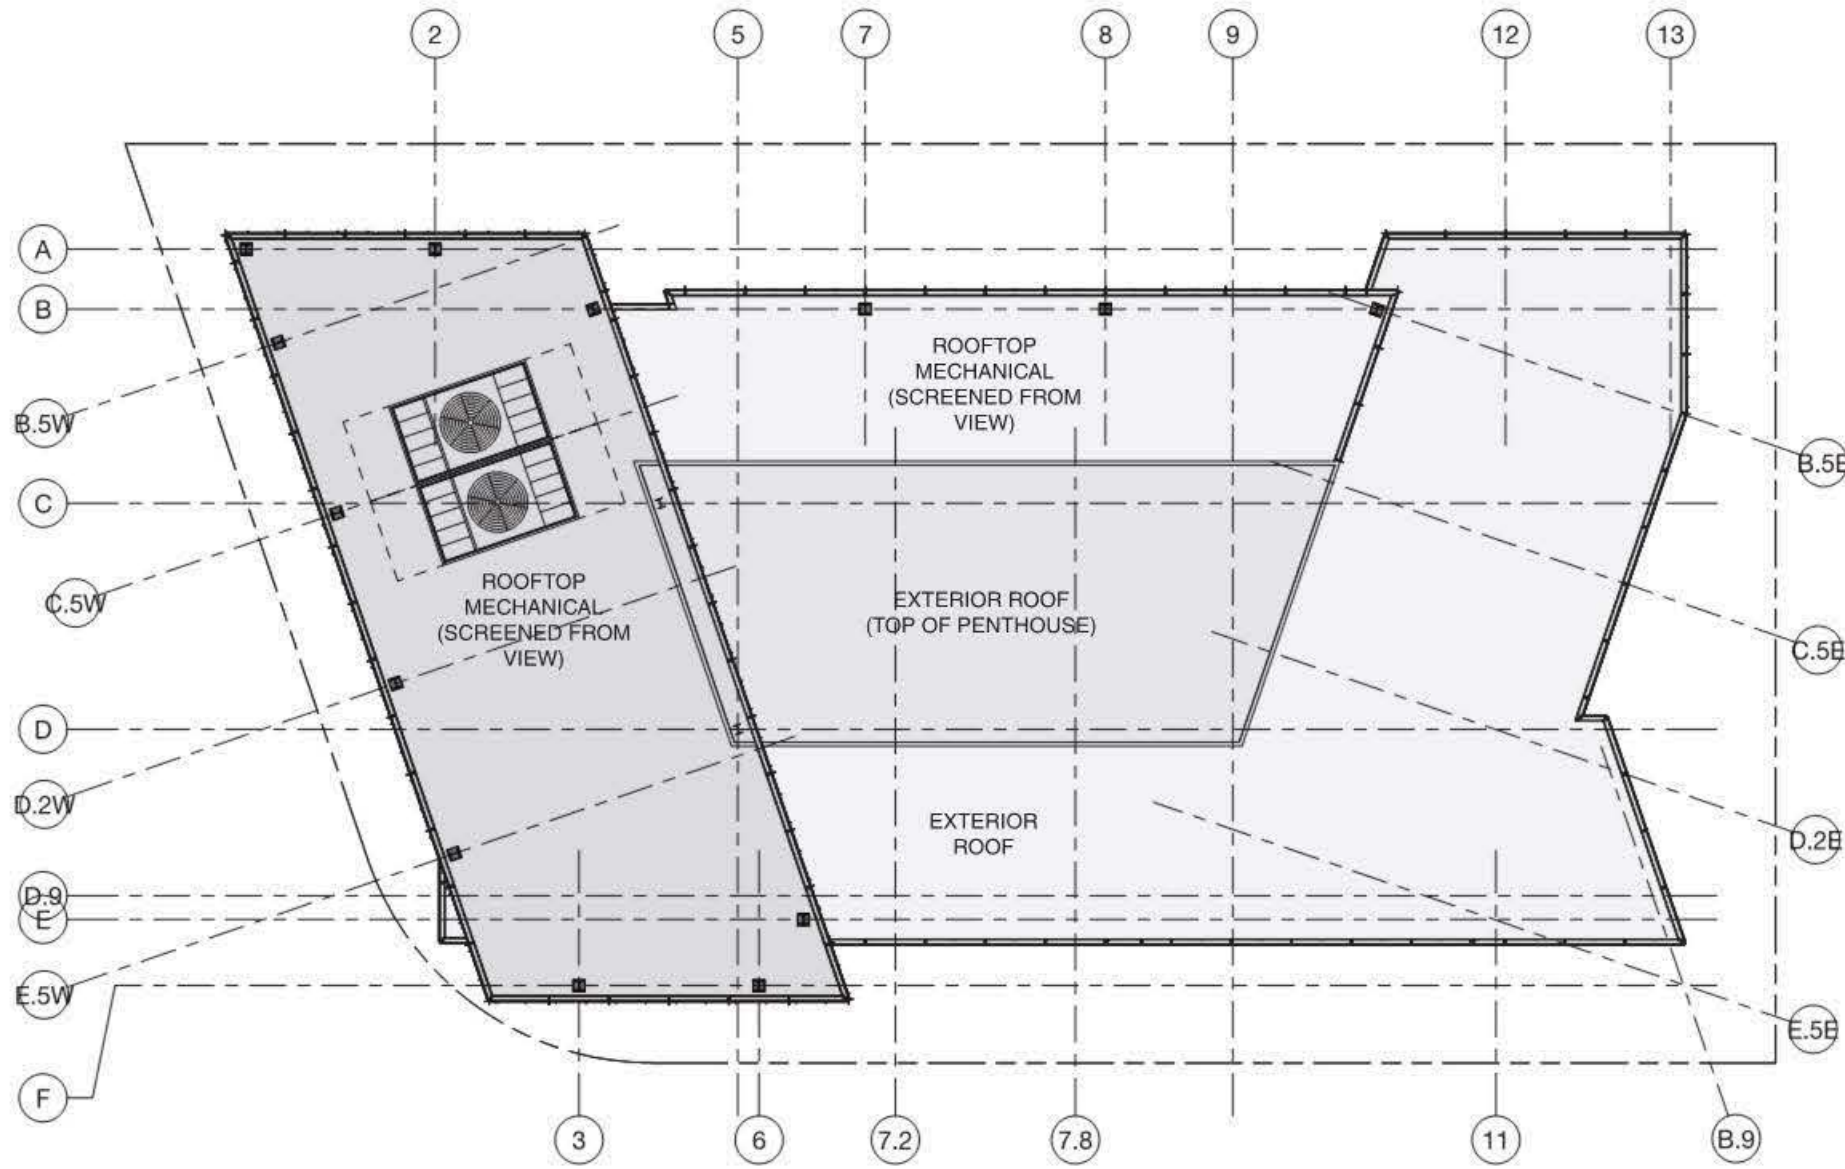 2
5
7
8
9
12
13
A
B
ROOFTOP
MECHANICAL
(SCREENED FROM
VIEW)
B.5W
B.5E
C
ROOFTOP
MECHANICAL
(SCREENED FROM
VIEW)
EXTERIOR ROOF
(TOP OF PENTHOUSE)
C.5W
C.5E
D
D.2W
EXTERIOR
ROOF
D.2E
D.9
E
E.5W
E.5E
F
3
6
7.2
7.8
11
B.9